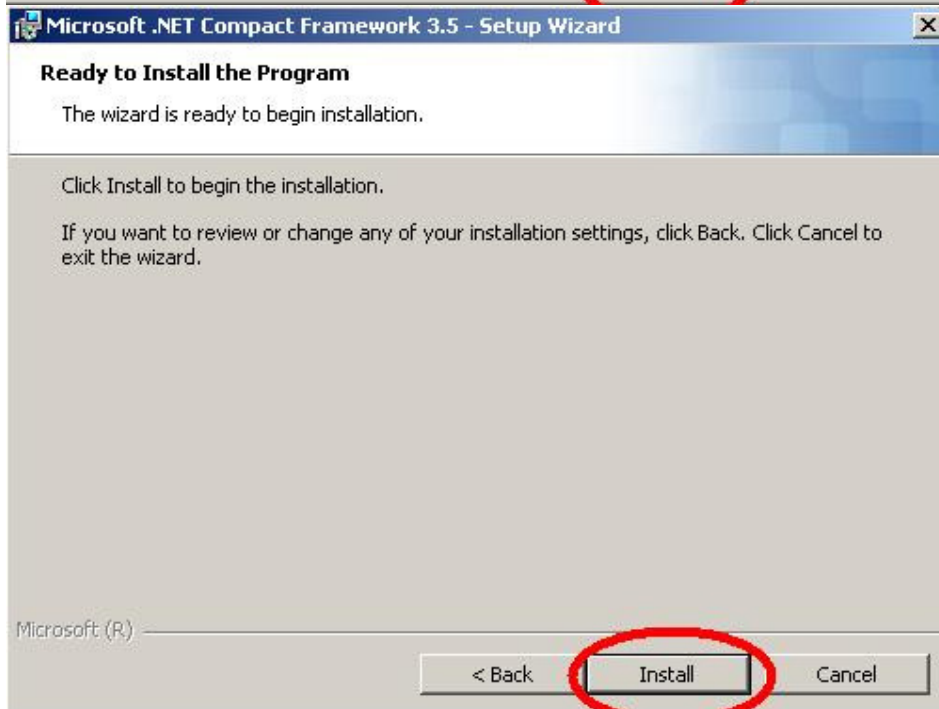 Microsoft .NET Compact Framework 3.5 - Setup Wizard
Ready to Install the Program
The wizard is ready to begin installation.
Click Install to begin the installation.
If you want to review or change any of your installation settings, click Back. Click Cancel to
exit the wizard.
Microsoft (R)
< Back Install Cancel